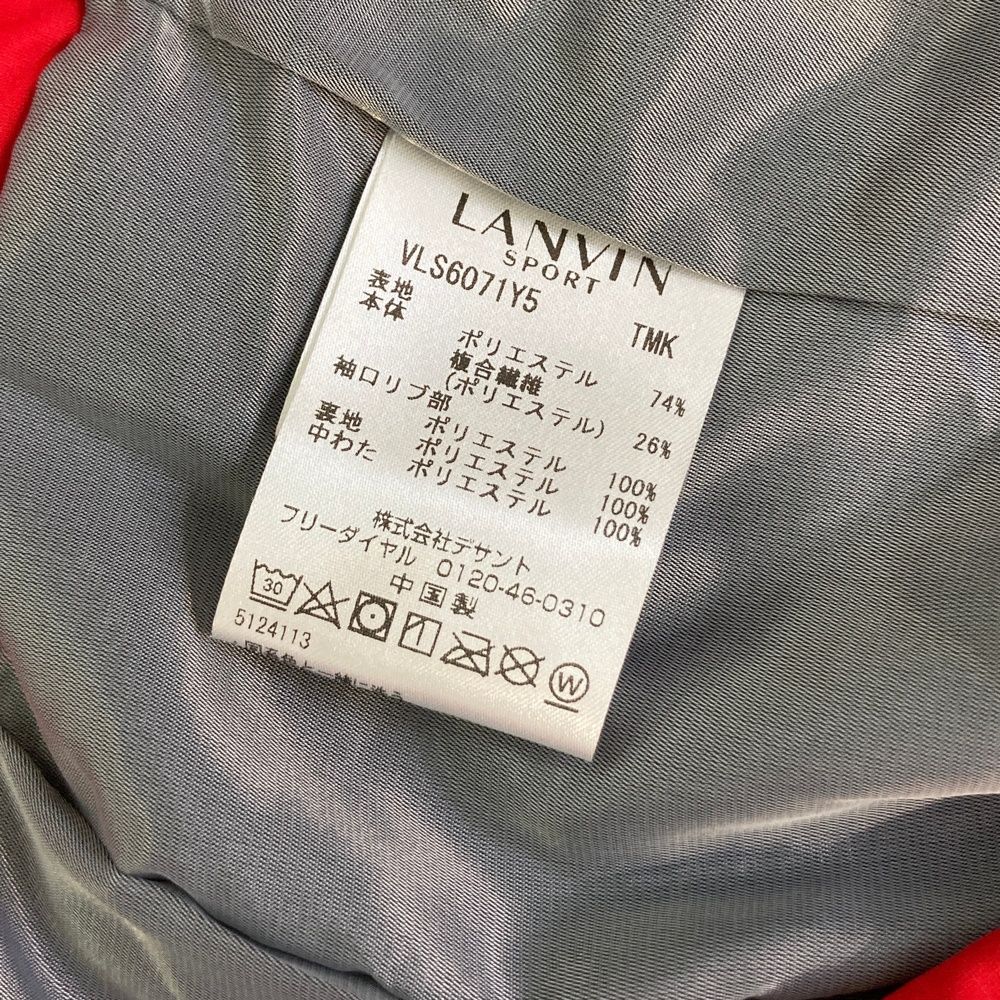 LANVIN
SPORT
VLS6071Y5 TMK
表地
本体
ポリエステル 74%
複合繊維
(ポリエステル) 26%
袖口リブ部
ポリエステル 100%
裏地 ポリエステル 100%
中わた ポリエステル 100%
株式会社デサント
フリーダイヤル 0120-46-0310
中国製
30
W
5124113